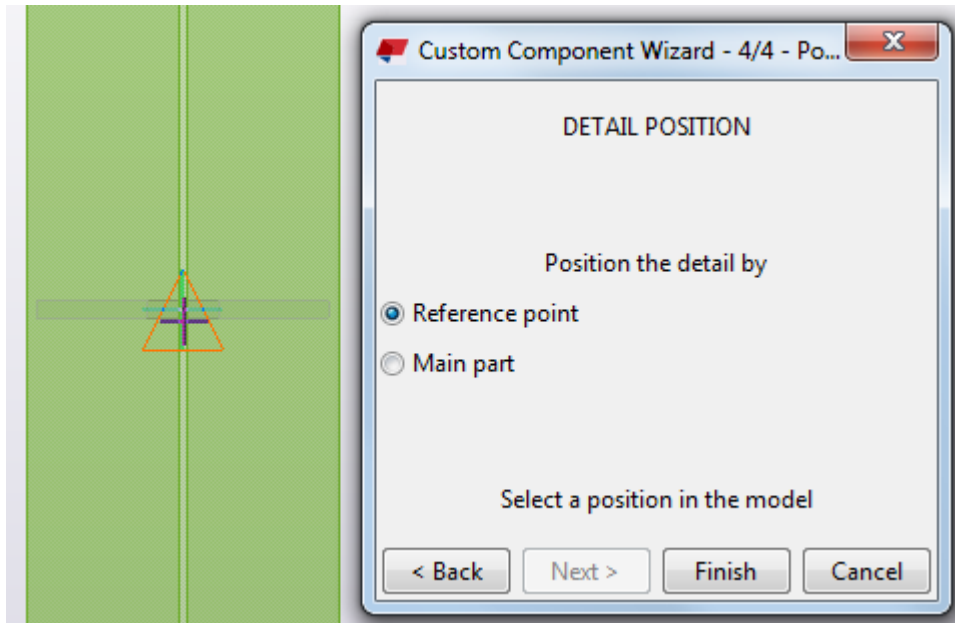 Custom Component Wizard - 4/4 - Po...
DETAIL POSITION
Position the detail by
Reference point
Main part
Select a position in the model
< Back Next > Finish Cancel